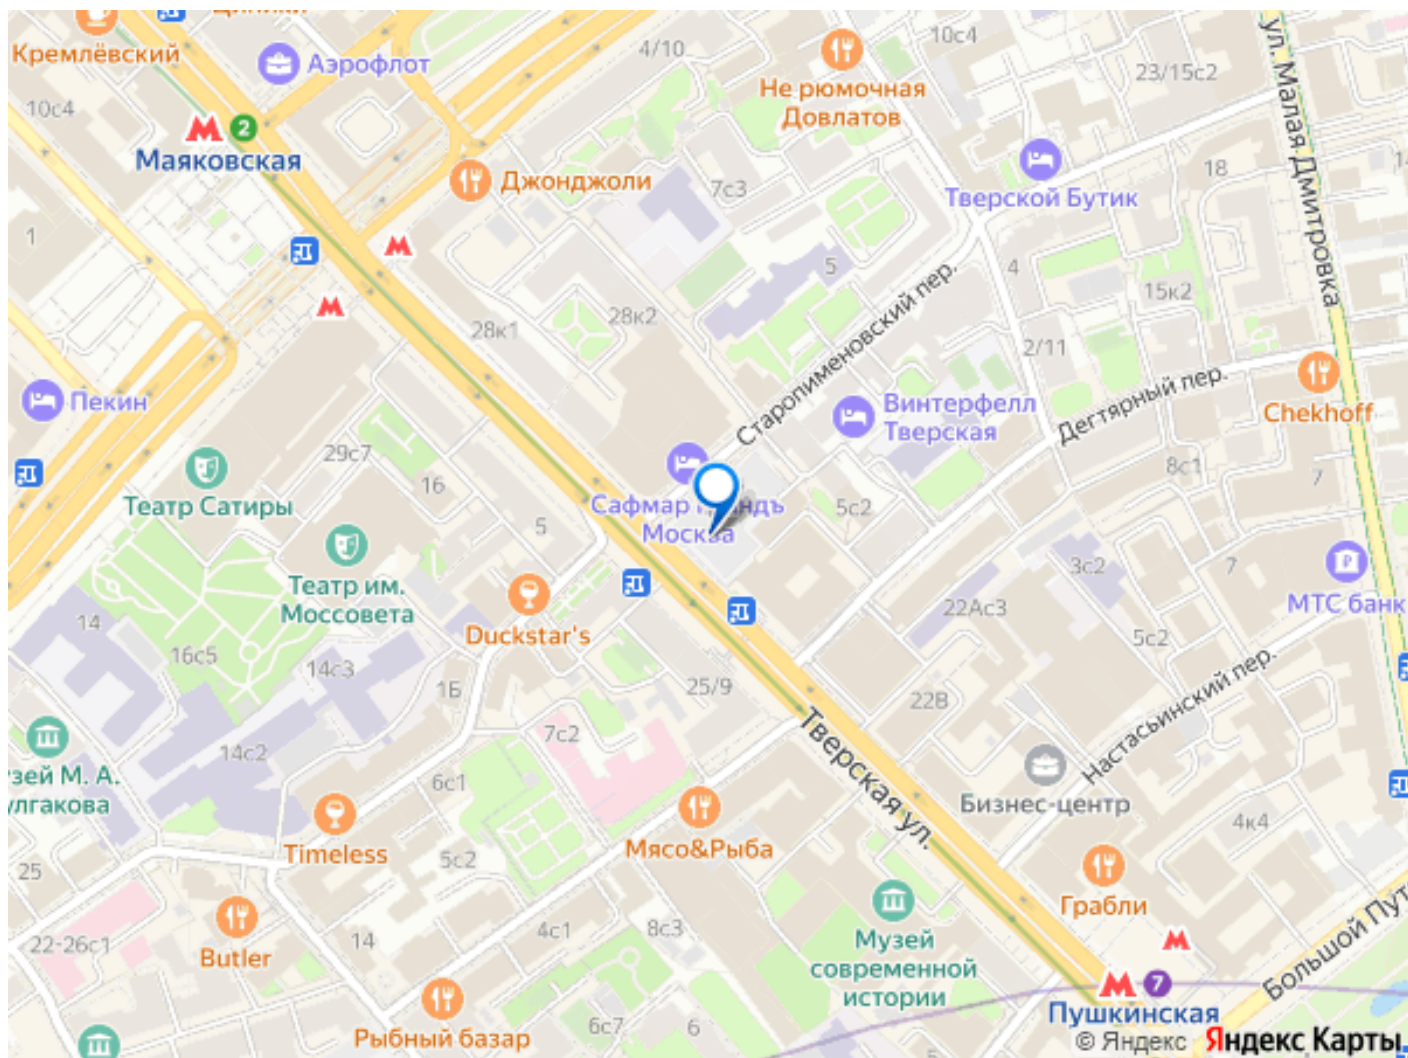 Кремлёвский
Аэрофлот
4/10
10с4
Не рюмочная
Довлатов
23/15с2
ул. Малая Дмитровка
10с4
2
Маяковская
Джонджоли
7с3
18
Тверской Бутик
1
5
4
15к2
28к1
28к2
2/11
Старопименовский пер.
Дегтярный пер.
Chekhoff
Пекин
Винтерфелл
Тверская
29с7
16
8с1
7
Театр Сатиры
Сафмар
Москва
5с2
5
Театр им.
Моссовета
3с2
7
МТС банк
14
Duckstar's
22Ас3
5с2
16с5
14с3
1Б
25/9
22В
Настасьинский пер.
7с2
14с2
Тверская ул.
6с1
Бизнес-центр
4к4
Timeless
5с2
Мясо&Рыба
25
Грабли
Butler
22-26с1
14
4с1
8с3
Музей
современной
истории
7
Большой
Пушкинская
Рыбный базар
6с7
6
© Яндекс Яндекс Карты